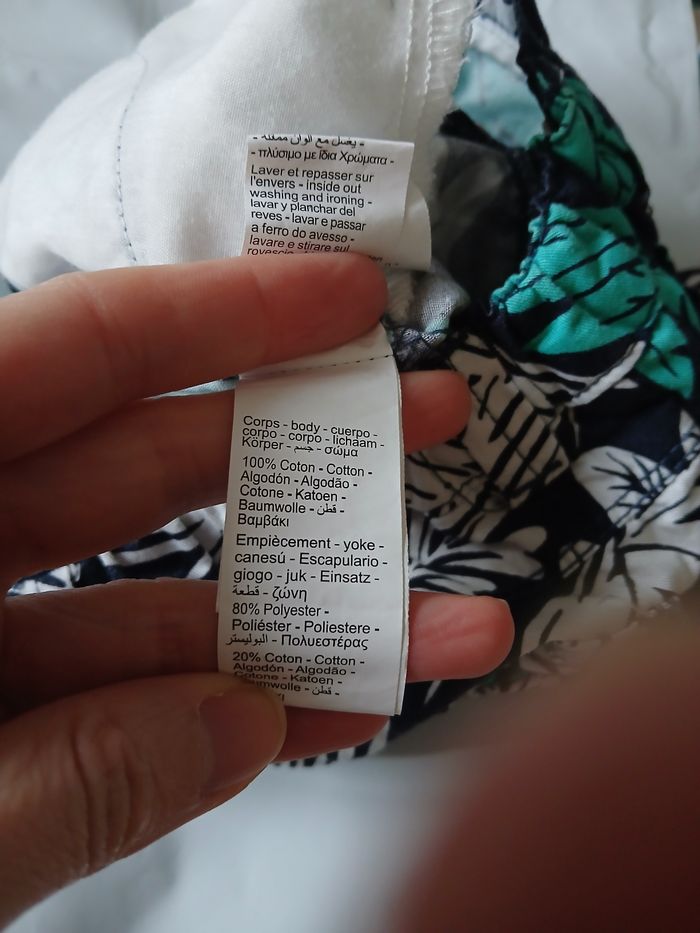 - يغسل مع ألوان مماثلة -
- πλύσιμο με ίδια Χρώματα -
Laver et repasser sur
l'envers - inside out
washing and ironing -
lavar y planchar del
reves - lavar e passar
a ferro do avesso -
lavare e stirare sul
rovescio
Corps - body - cuerpo -
corpo - corpo - lichaam -
Körper - جسم - σώμα
100% Coton - Cotton -
Algodón - Algodão -
Cotone - Katoen -
Baumwolle - قطن -
Βαμβάκι
Empiècement - yoke -
canesú - Escapulario -
giogo - juk - Einsatz -
قطعة - ζώνη
80% Polyester -
Poliéster - Poliestere -
البوليستر - Πολυεστέρας
20% Coton - Cotton -
Algodón - Algodão -
Cotone - Katoen -
قطن -